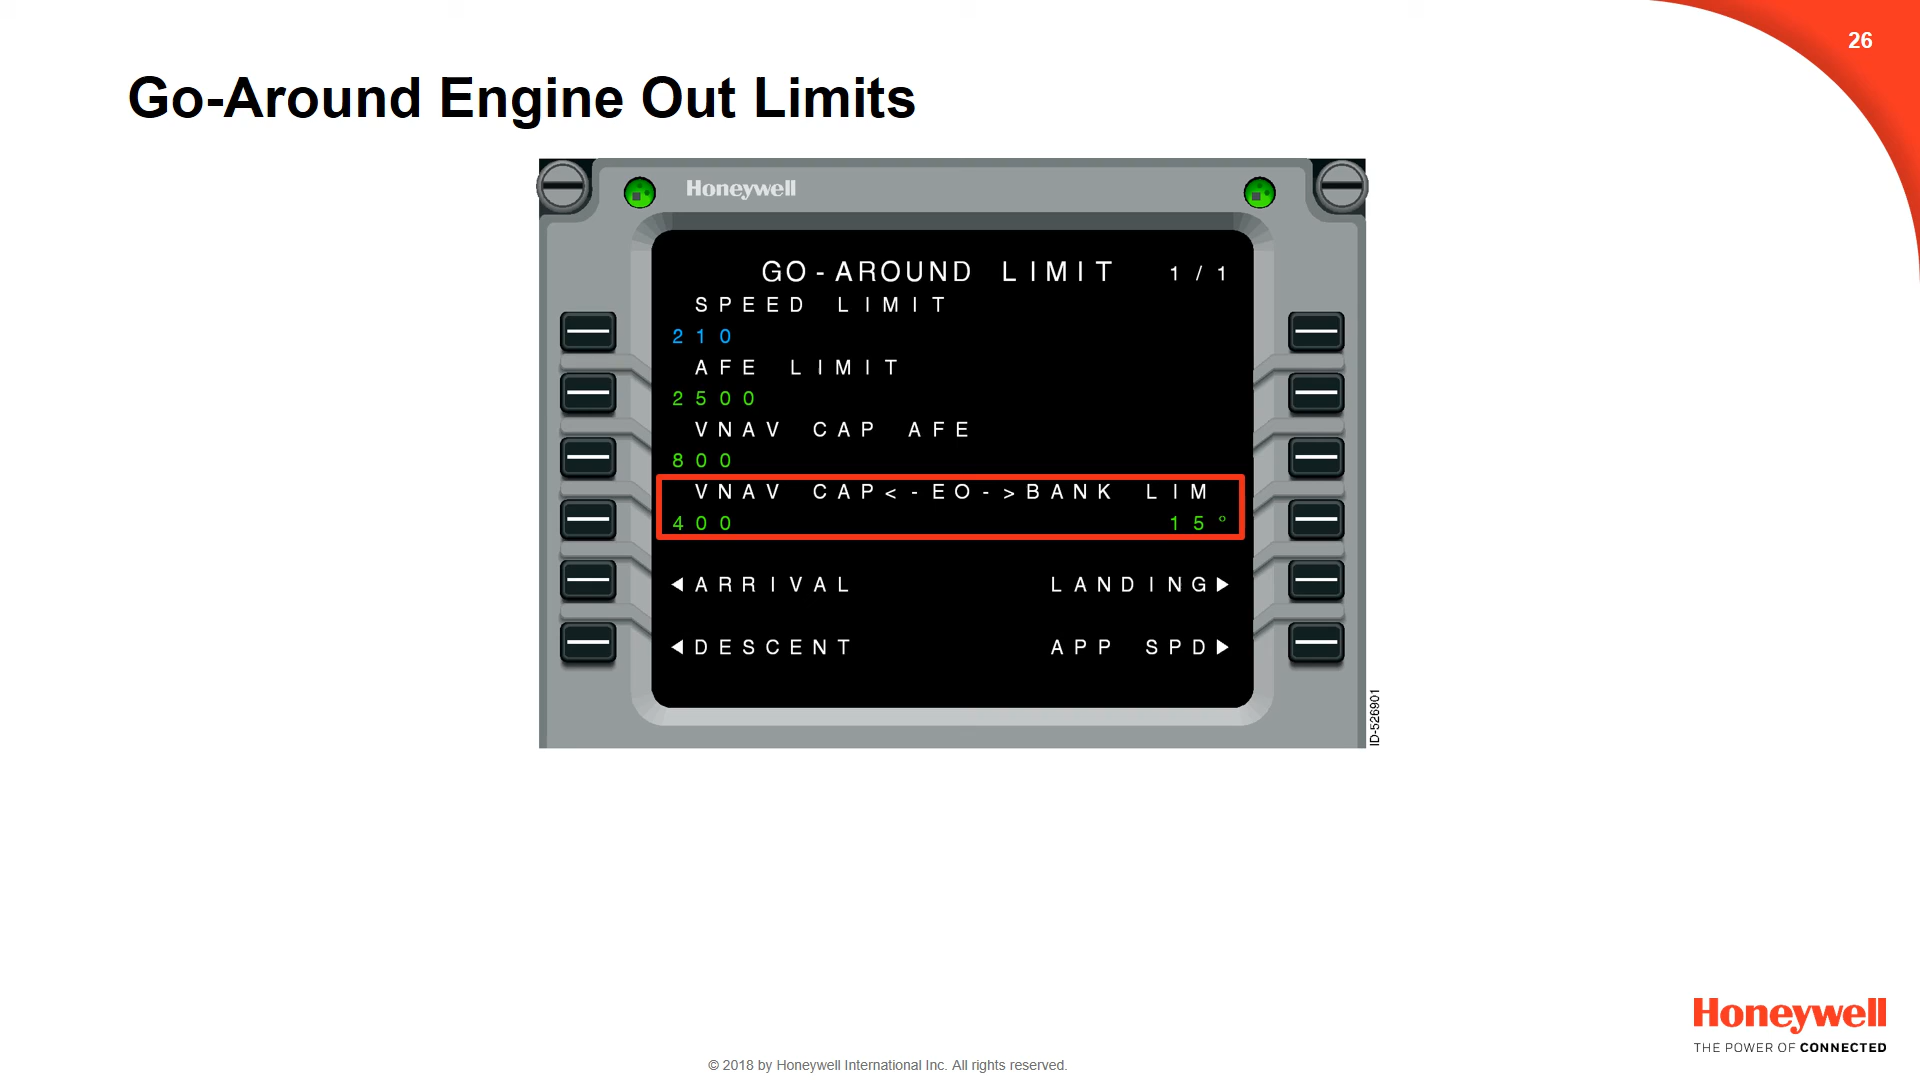 26
Go-Around Engine Out Limits
Honeywell
GO-AROUND LIMIT 1/1
SPEED LIMIT
210
AFE LIMIT
2500
VNAV CAP AFE
800
VNAV CAP<-EO->BANK LIM
400 15°
◀ARRIVAL LANDING▶
◀DESCENT APP SPD▶
ID-526901
Honeywell
THE POWER OF CONNECTED
© 2018 by Honeywell International Inc. All rights reserved.